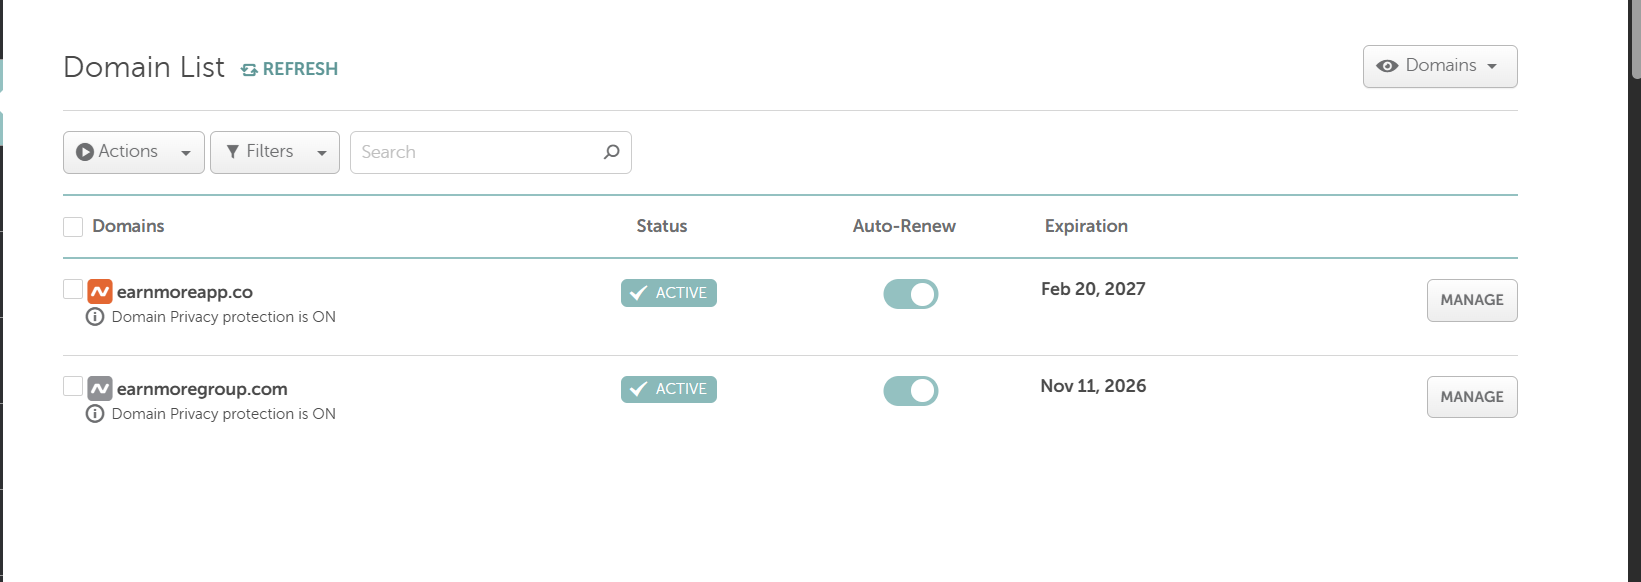 Domain List REFRESH Domains
Actions Filters Search
Domains Status Auto-Renew Expiration
earnmoreapp.co ACTIVE Feb 20, 2027 MANAGE
Domain Privacy protection is ON
earnmoregroup.com ACTIVE Nov 11, 2026 MANAGE
Domain Privacy protection is ON